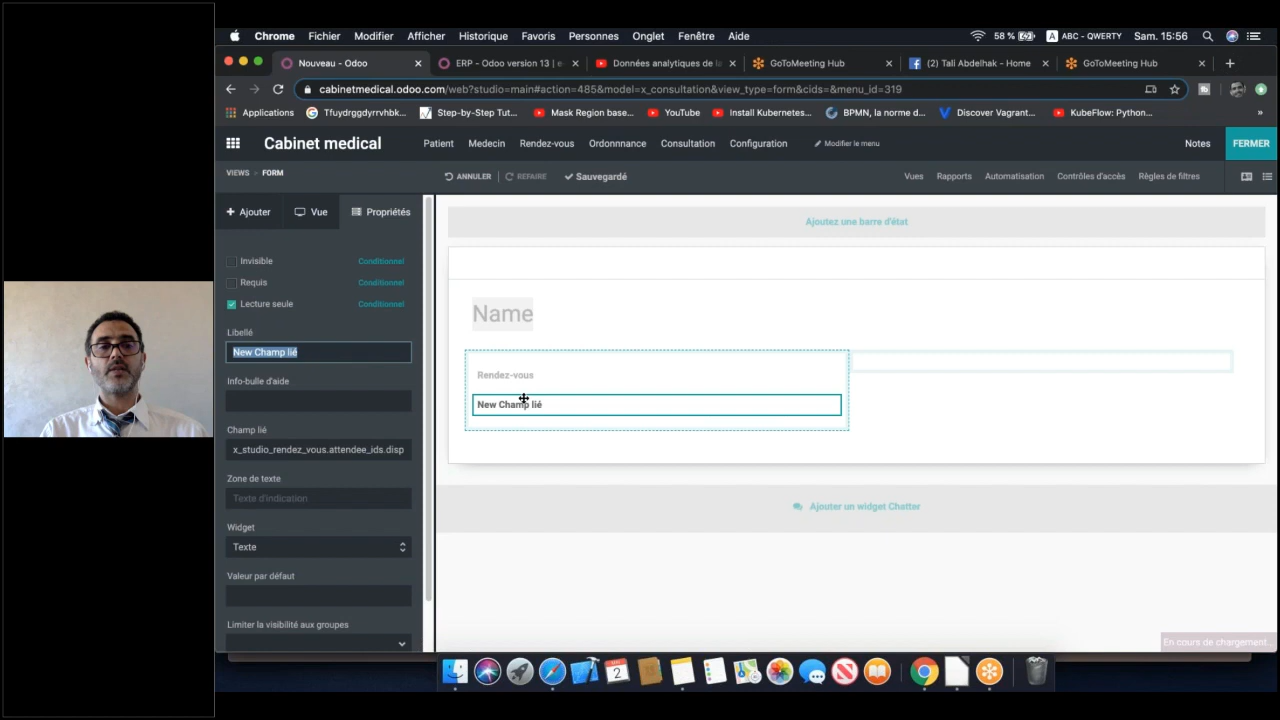 Chrome Fichier Modifier Afficher Historique Favoris Personnes Onglet Fenêtre Aide 58 % ABC - QWERTY Sam. 15:56
Nouveau - Odoo ERP - Odoo version 13 | e Données analytiques de la GoToMeeting Hub (2) Tali Abdelhak - Home GoToMeeting Hub
cabinetmedical.odoo.com/web?studio=main#action=485&model=x_consultation&view_type=form&cids=&menu_id=319
Applications Tfuydrggdyrrvhbk... Step-by-Step Tut... Mask Region base... YouTube Install Kubernetes... BPMN, la norme d... Discover Vagrant... KubeFlow: Python... »
Cabinet medical Patient Medecin Rendez-vous Ordonnnance Consultation Configuration Modifier le menu Notes FERMER
VIEWS > FORM ANNULER REFAIRE Sauvegardé Vues Rapports Automatisation Contrôles d'accès Règles de filtres
+ Ajouter Vue Propriétés
Ajoutez une barre d'état
Invisible Conditionnel
Requis Conditionnel
Lecture seule Conditionnel
Libellé
New Champ lié
Info-bulle d'aide
Champ lié
x_studio_rendez_vous.attendee_ids.disp
Zone de texte
Texte d'indication
Widget
Texte
Valeur par défaut
Limiter la visibilité aux groupes
Name
Rendez-vous
New Champ lié
Ajouter un widget Chatter
En cours de chargement...
2